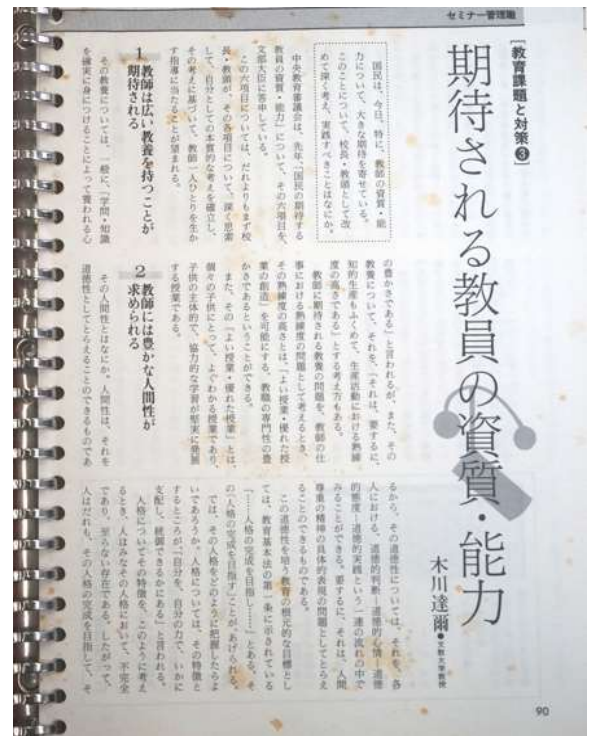 セミナー管理職
[教育課題と対策❸]
期待される教員の資質・能力
木川達爾●文教大学教授
国民は、今日、特に、教師の資質・能
力について、大きな期待を寄せている。
このことについて、校長・教頭として改
めて深く考え、実践すべきことはなにか。
中央教育審議会は、先年、「国民の期待する
教員の資質・能力」について、その六項目を、
文部大臣に答申している。
この六項目については、だれよりもまず校
長・教頭が、その各項目について、深く思索
して、自分としての本質的な考えを確立し、
その考えに基づいて、教師一人ひとりを生か
す指導に当たることが望まれる。
1 教師は広い教養を持つことが
期待される
その教養については、一般に、「学問・知識
を確実に身につけることによって養われる心
の豊かさである」と言われるが、また、その
教養について、それを、「それは、要するに、
知的生産もふくめて、生産活動における熟練
度の高さである」とする考え方もある。
教師に期待される教養の問題を、教師の仕
事における熟練度の問題として考えるとき、
その熟練度の高さとは、「よい授業・優れた授
業の創造」を可能にする、教職の専門性の豊
かさであるということができる。
また、その「よい授業・優れた授業」とは、
個々の子供にとって、よくわかる授業であり、
子供の主体的で、協力的な学習が堅実に発展
する授業である。
2 教師には豊かな人間性が
求められる
その人間性とはなにか。人間性は、それを
道徳性としてとらえることのできるものであ
るから、その道徳性については、それを、各
人における、道徳的判断―道徳的心情―道徳
的態度―道徳的実践という一連の流れの中で
みることができる。要するに、それは、人間
尊重の精神の具体的表現の問題としてとらえ
ることのできるものである。
この道徳性を培う教育の根元的な目標とし
ては、教育基本法の第一条に示されている
「……人格の完成を目指し……」とある、そ
の「人格の完成を目指す」ことが、あげられる。
では、その人格をどのように把握したらよ
いであろうか。人格については、その特徴と
するところが「自分を、自分の力で、いかに
支配し、統御できるかにある」と言われる。
人格についてその特徴を、このように考え
るとき、人はみなその人格において、不完全
であり、至らない存在である。したがって、
人はだれも、その人格の完成を目指して、そ
90